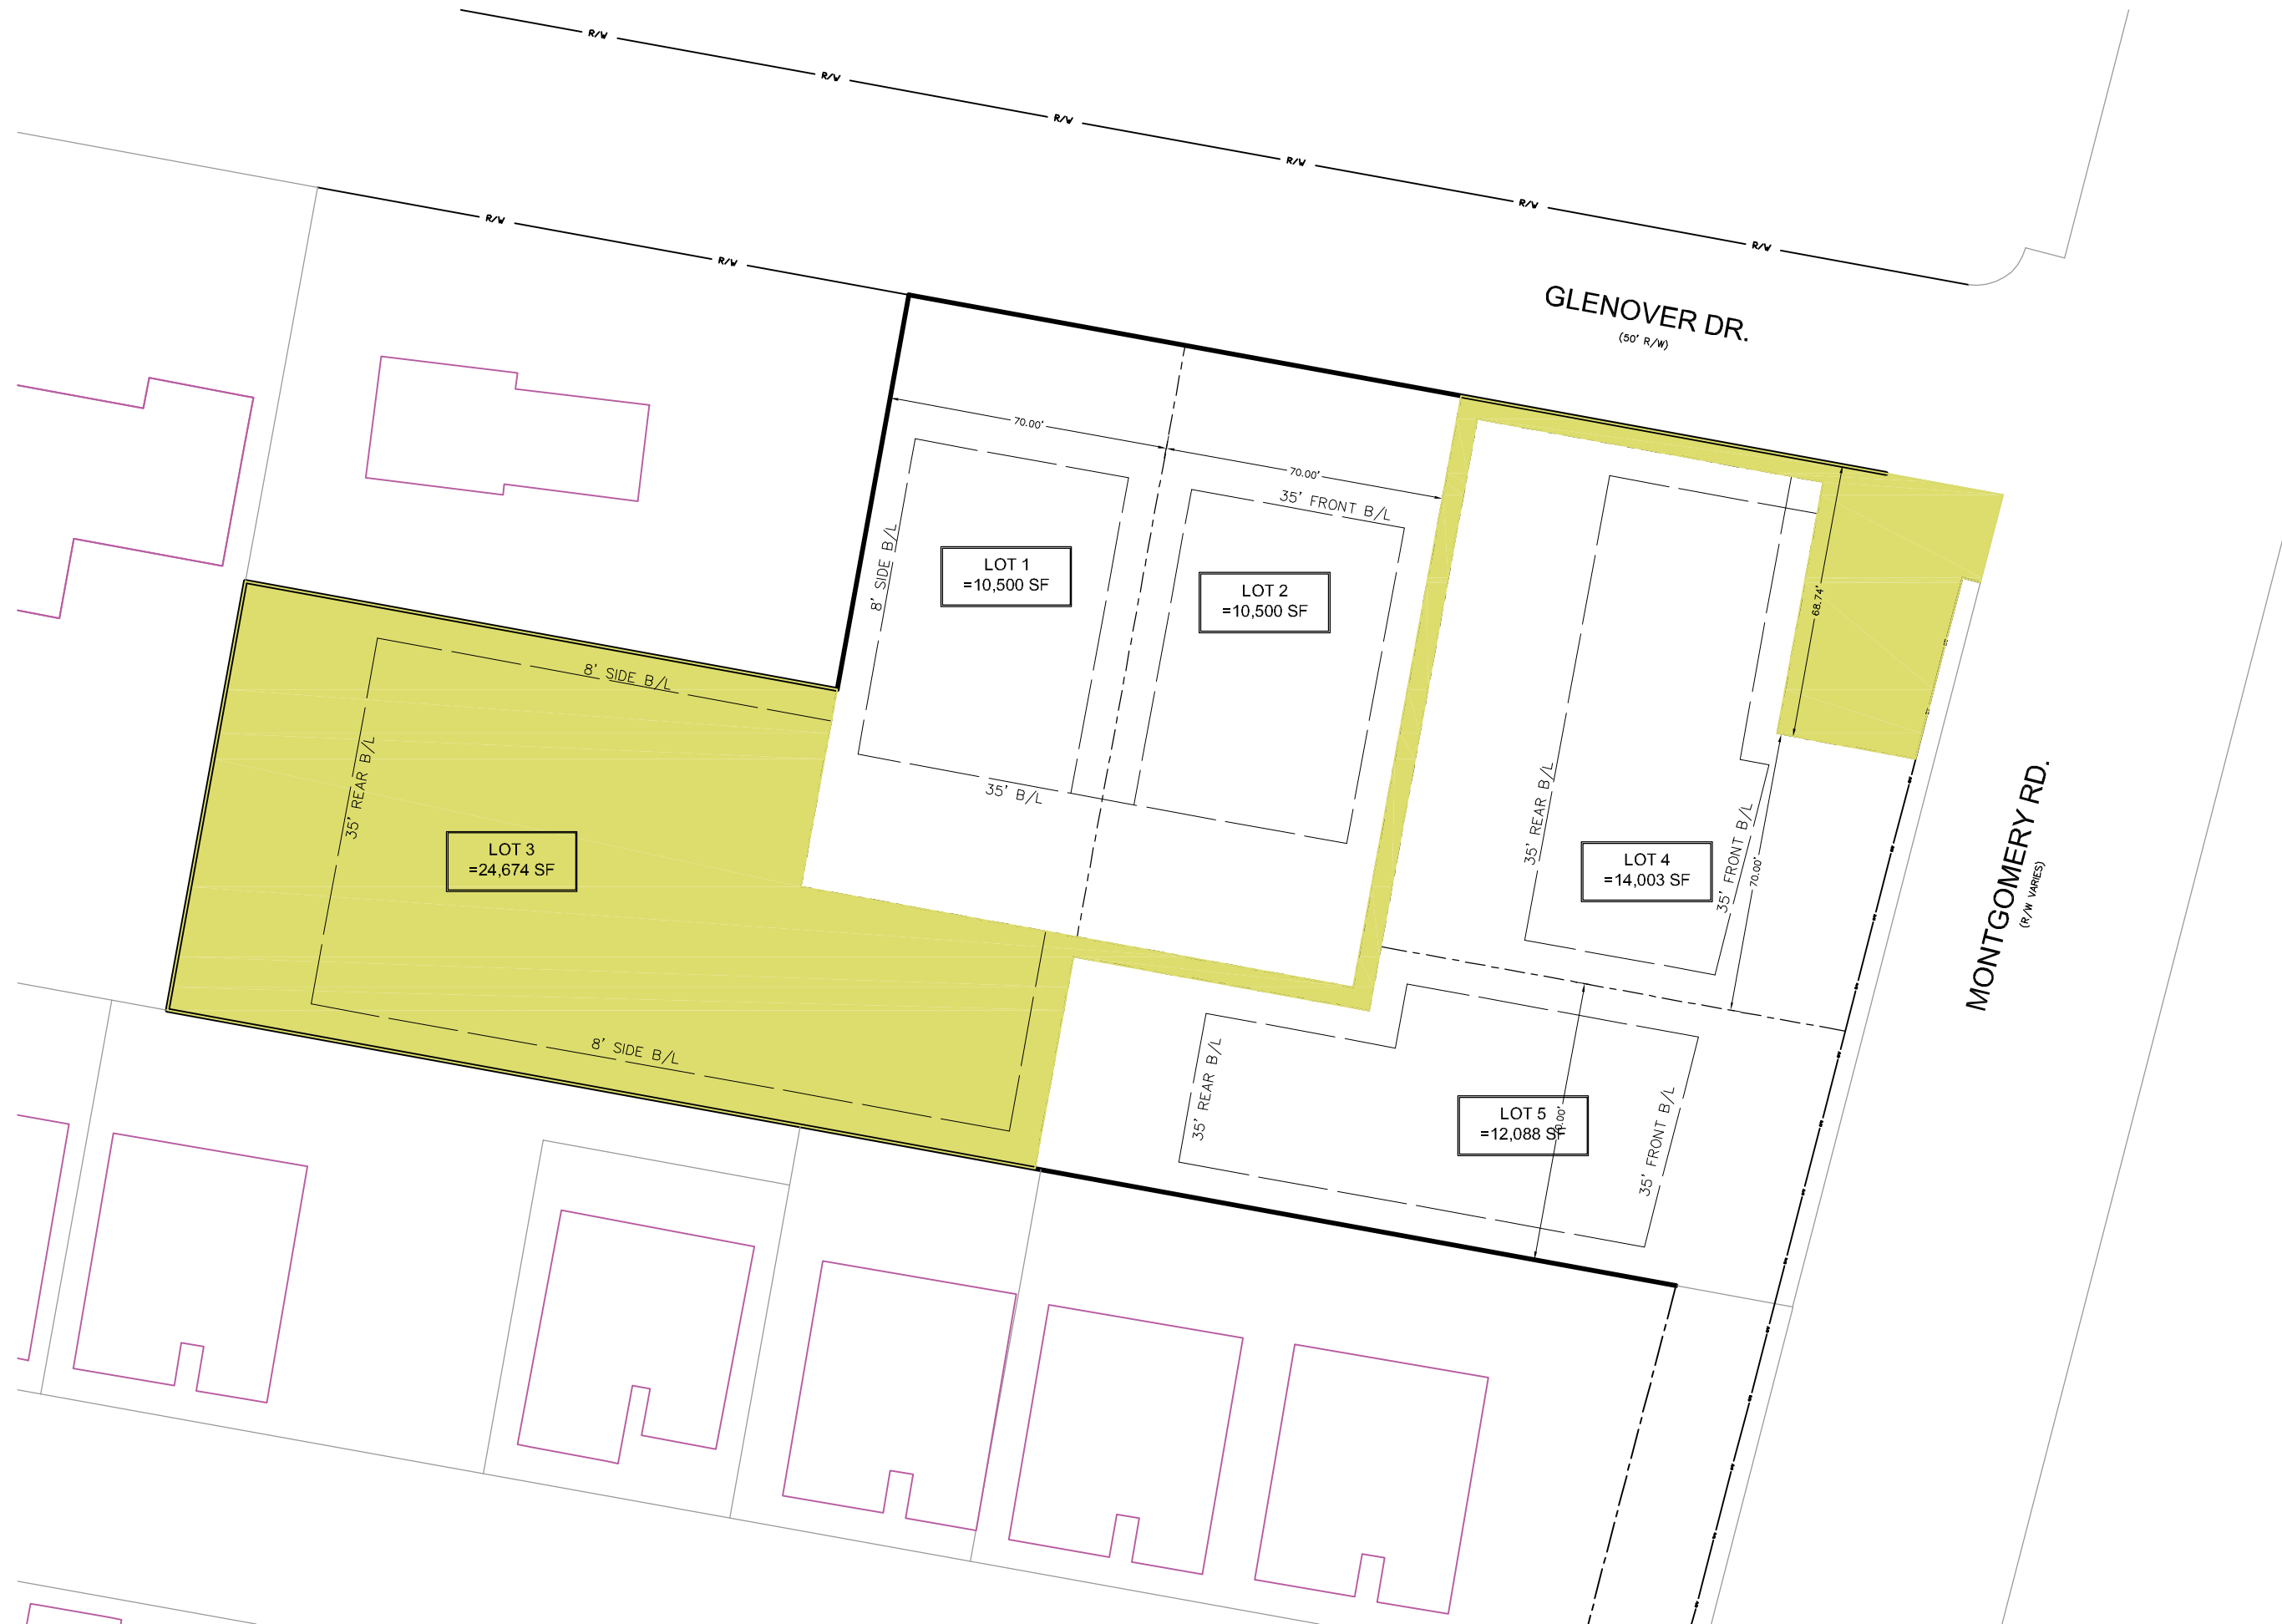 R/W
R/W
R/W
R/W
R/W
R/W
R/W
R/W
GLENOVER DR.
(50' R/W)
70.00'
70.00'
35' FRONT B/L
8' SIDE B/L
LOT 1
=10,500 SF
LOT 2
=10,500 SF
68.74'
8' SIDE B/L
35' REAR B/L
35' B/L
LOT 3
=24,674 SF
35' REAR B/L
LOT 4
=14,003 SF
35' FRONT B/L
70.00'
MONTGOMERY RD.
(R/W VARIES)
8' SIDE B/L
35' REAR B/L
LOT 5
=12,088 SF
35' FRONT B/L